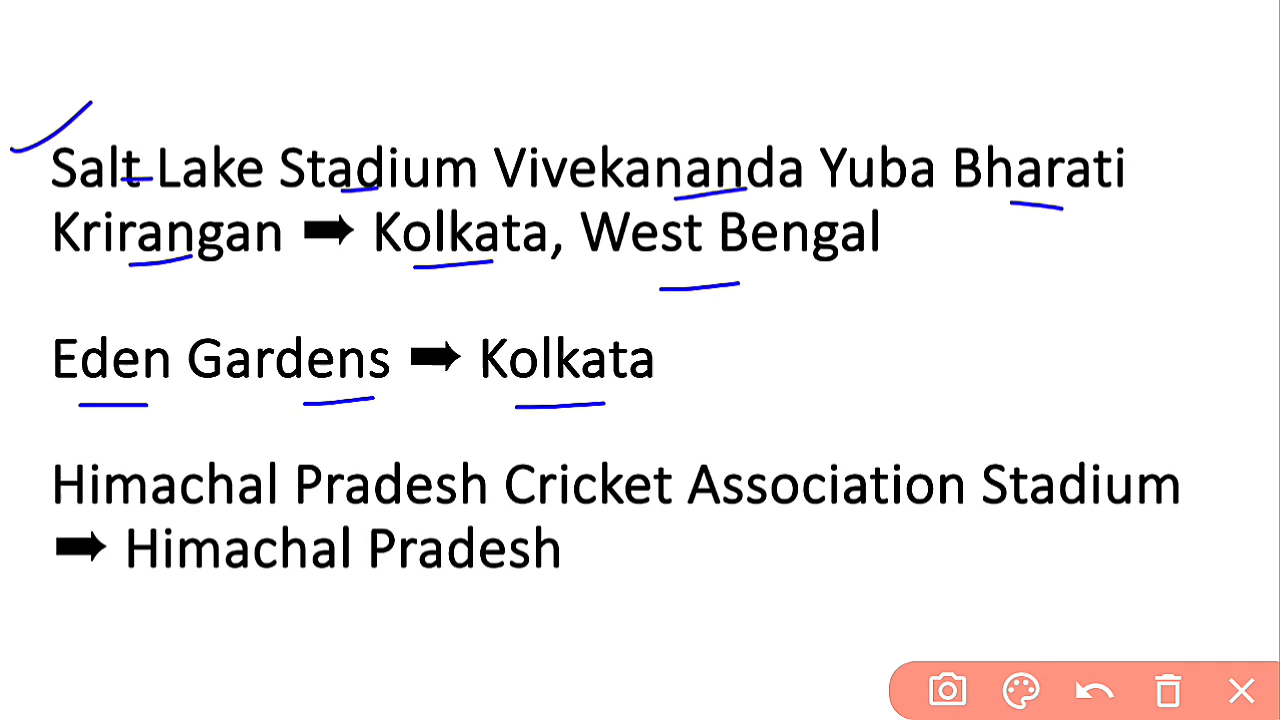 Salt Lake Stadium Vivekananda Yuba Bharati
Krirangan ➡ Kolkata, West Bengal
Eden Gardens ➡ Kolkata
Himachal Pradesh Cricket Association Stadium
➡ Himachal Pradesh